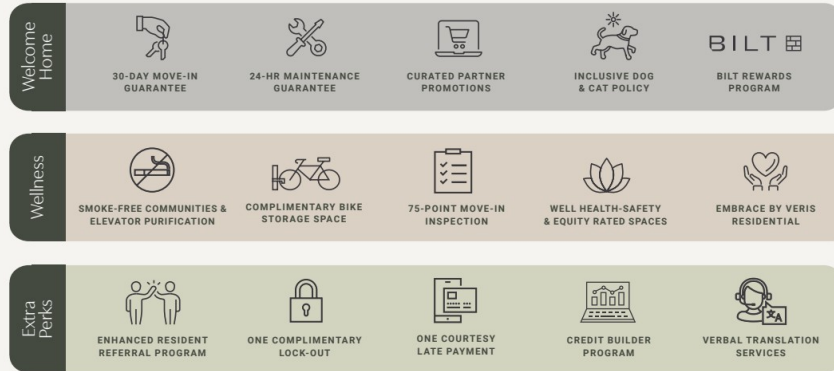 Welcome
Home
30-DAY MOVE-IN
GUARANTEE
24-HR MAINTENANCE
GUARANTEE
CURATED PARTNER
PROMOTIONS
INCLUSIVE DOG
& CAT POLICY
BILT
BILT REWARDS
PROGRAM
Wellness
SMOKE-FREE COMMUNITIES &
ELEVATOR PURIFICATION
COMPLIMENTARY BIKE
STORAGE SPACE
75-POINT MOVE-IN
INSPECTION
WELL HEALTH-SAFETY
& EQUITY RATED SPACES
EMBRACE BY VERIS
RESIDENTIAL
Extra
Perks
ENHANCED RESIDENT
REFERRAL PROGRAM
ONE COMPLIMENTARY
LOCK-OUT
ONE COURTESY
LATE PAYMENT
CREDIT BUILDER
PROGRAM
文A
VERBAL TRANSLATION
SERVICES